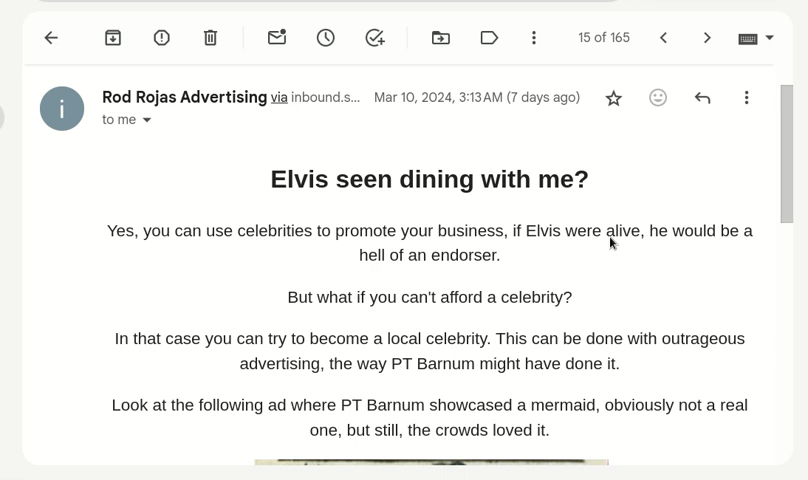 15 of 165
Rod Rojas Advertising via inbound.s... Mar 10, 2024, 3:13 AM (7 days ago)
i
to me
Elvis seen dining with me?
Yes, you can use celebrities to promote your business, if Elvis were alive, he would be a
hell of an endorser.
But what if you can't afford a celebrity?
In that case you can try to become a local celebrity. This can be done with outrageous
advertising, the way PT Barnum might have done it.
Look at the following ad where PT Barnum showcased a mermaid, obviously not a real
one, but still, the crowds loved it.